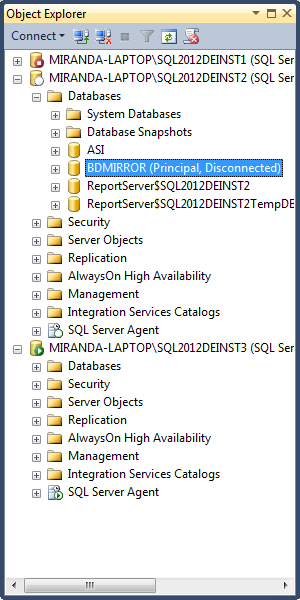 Object Explorer
Connect
MIRANDA-LAPTOP\SQL2012DEINST1 (SQL Ser
MIRANDA-LAPTOP\SQL2012DEINST2 (SQL Serv
Databases
System Databases
Database Snapshots
ASI
BDMIRROR (Principal, Disconnected)
ReportServer$SQL2012DEINST2
ReportServer$SQL2012DEINST2TempDB
Security
Server Objects
Replication
AlwaysOn High Availability
Management
Integration Services Catalogs
SQL Server Agent
MIRANDA-LAPTOP\SQL2012DEINST3 (SQL Serv
Databases
Security
Server Objects
Replication
AlwaysOn High Availability
Management
Integration Services Catalogs
SQL Server Agent